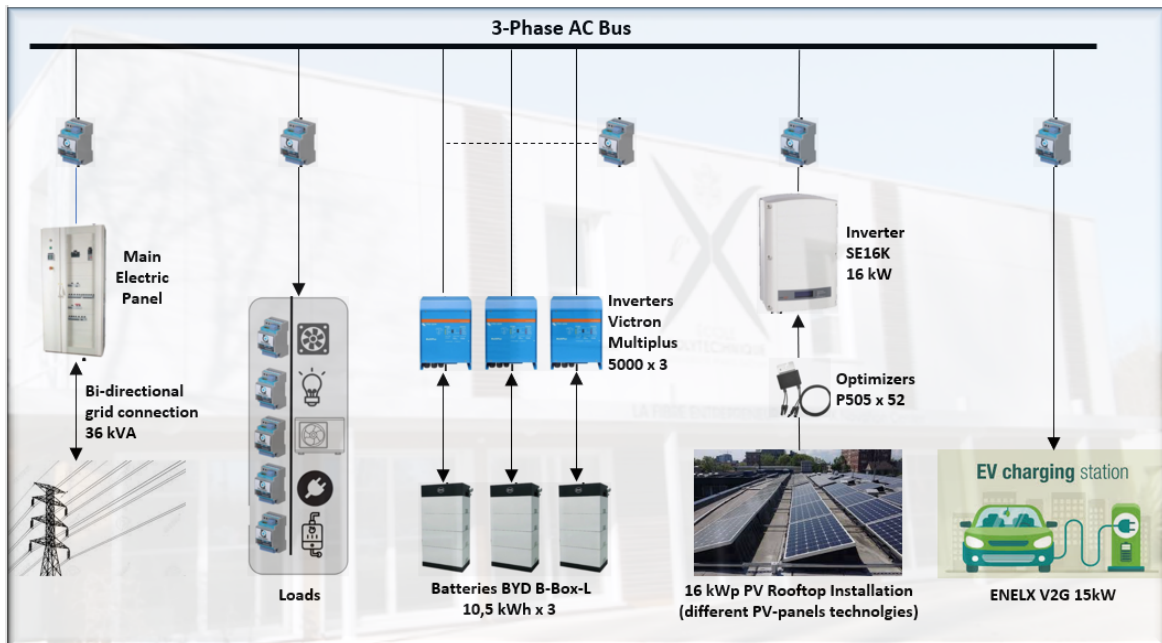 3-Phase AC Bus
Main
Electric
Panel
Bi-directional
grid connection
36 kVA
Loads
Inverters
Victron
Multiplus
5000 x 3
Batteries BYD B-Box-L
10,5 kWh x 3
Inverter
SE16K
16 kW
Optimizers
P505 x 52
16 kWp PV Rooftop Installation
(different PV-panels technolgies)
EV charging station
ENELX V2G 15kW